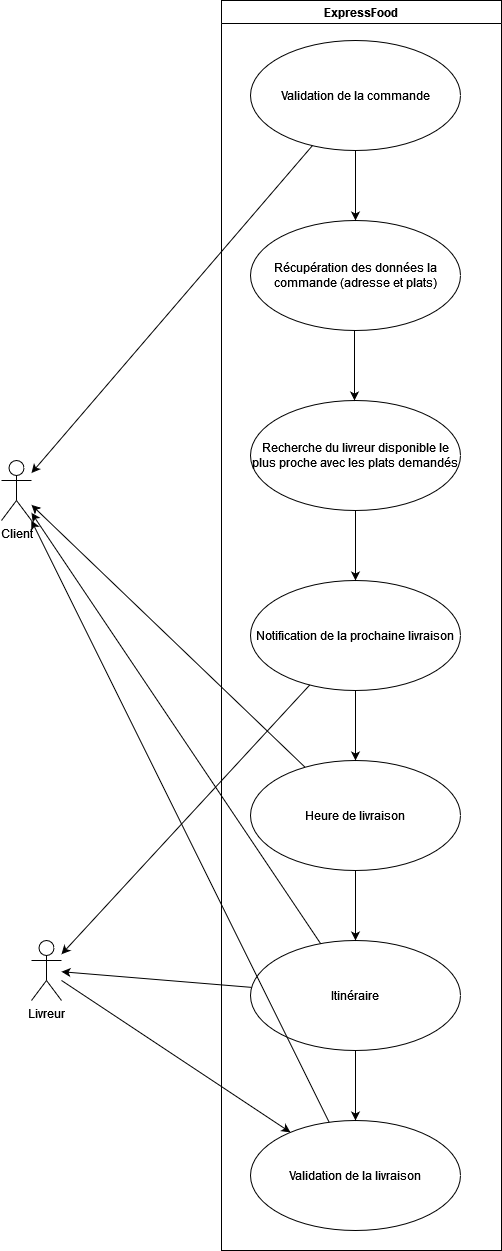 ExpressFood
Validation de la commande
Récupération des données la
commande (adresse et plats)
Recherche du livreur disponible le
plus proche avec les plats demandés
Client
Notification de la prochaine livraison
Heure de livraison
Itinéraire
Livreur
Validation de la livraison